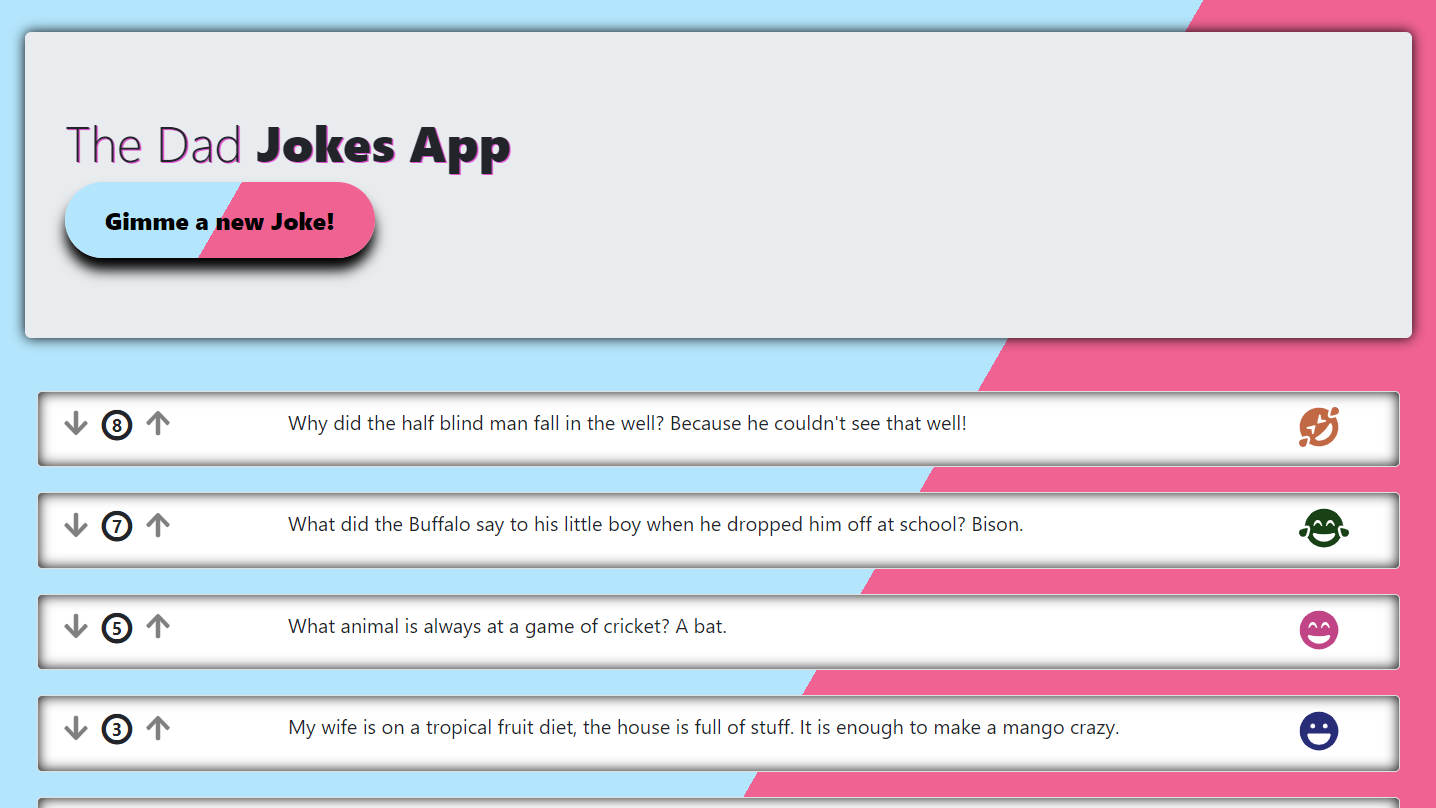 The Dad Jokes App
Gimme a new Joke!
8 Why did the half blind man fall in the well? Because he couldn't see that well!
7 What did the Buffalo say to his little boy when he dropped him off at school? Bison.
5 What animal is always at a game of cricket? A bat.
3 My wife is on a tropical fruit diet, the house is full of stuff. It is enough to make a mango crazy.